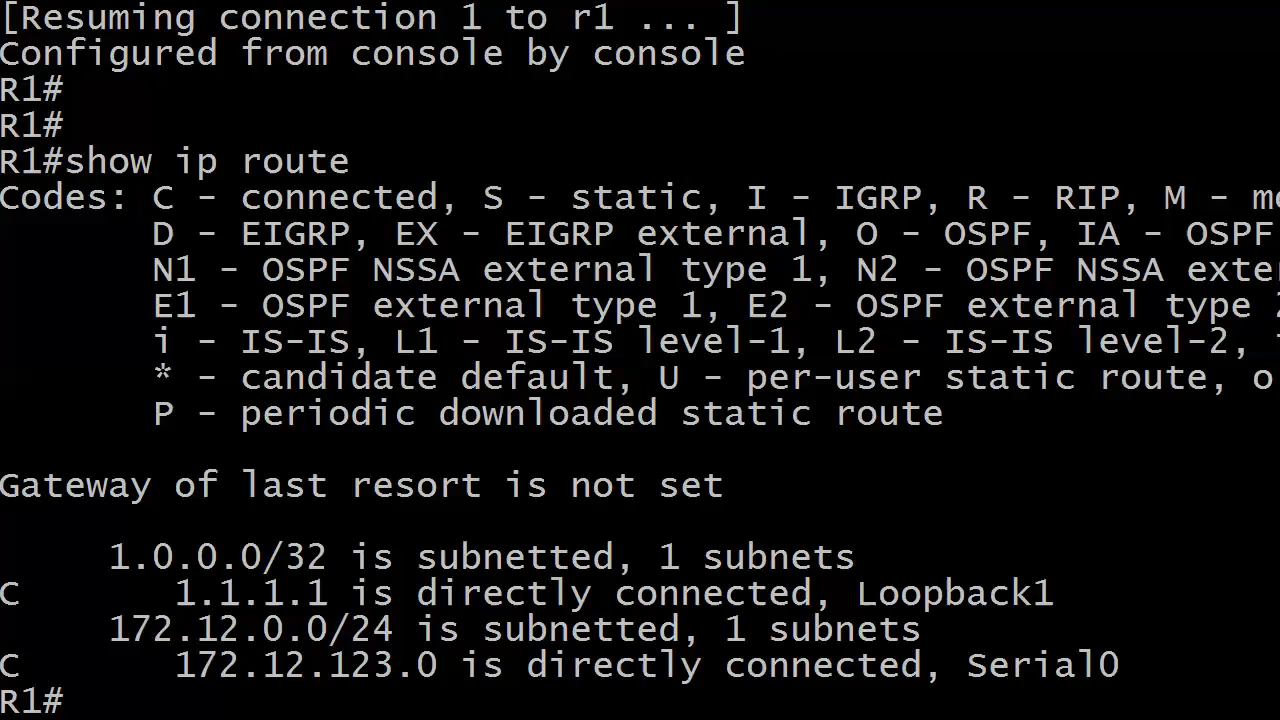 [Resuming connection 1 to r1 ... ]
Configured from console by console
R1#
R1#
R1#show ip route
Codes: C - connected, S - static, I - IGRP, R - RIP, M -
D - EIGRP, EX - EIGRP external, O - OSPF, IA - OSPF
N1 - OSPF NSSA external type 1, N2 - OSPF NSSA
E1 - OSPF external type 1, E2 - OSPF external type 2
i - IS-IS, L1 - IS-IS level-1, L2 - IS-IS level-2,
* - candidate default, U - per-user static route, o
P - periodic downloaded static route
Gateway of last resort is not set
1.0.0.0/32 is subnetted, 1 subnets
C 1.1.1.1 is directly connected, Loopback1
172.12.0.0/24 is subnetted, 1 subnets
C 172.12.123.0 is directly connected, Serial0
R1#